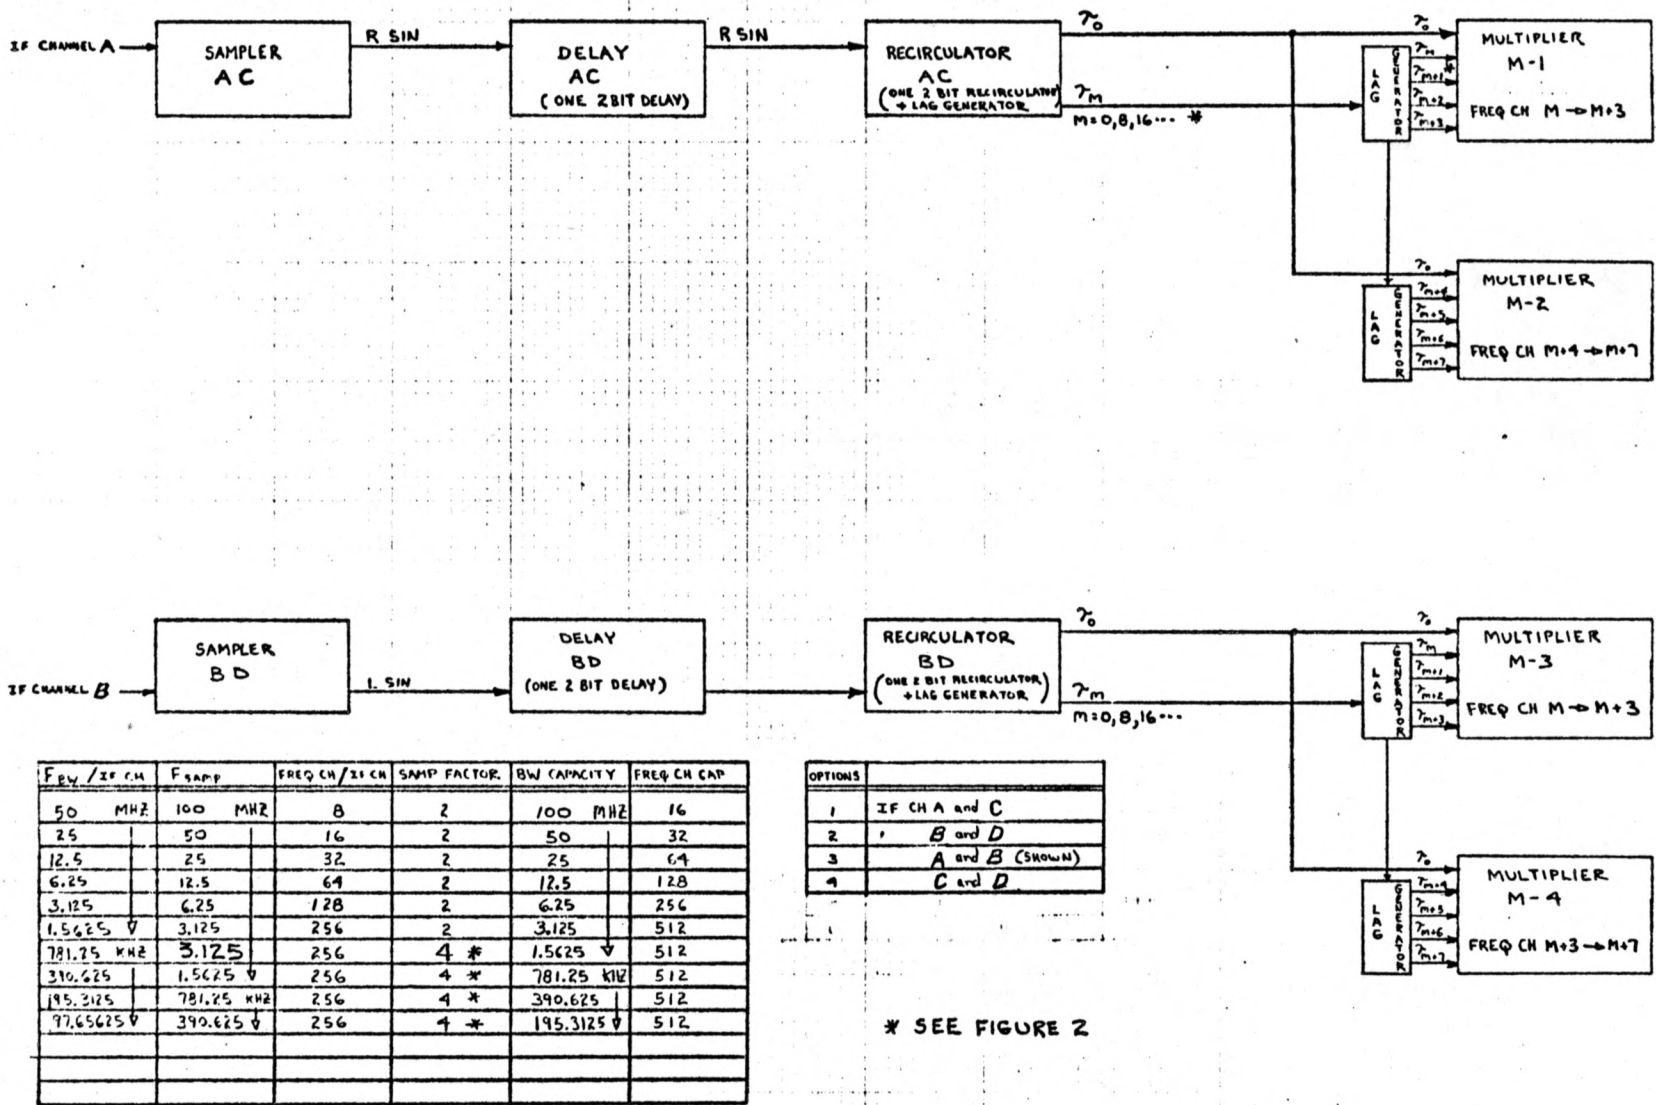 IF CHANNEL A
SAMPLER
AC
R SIN
DELAY
AC
(ONE 2BIT DELAY)
R SIN
RECIRCULATOR
AC
(ONE 2 BIT RECIRCULATOR)
+ LAG GENERATOR
τo
τm
M=0,8,16··· *
LAG GENERATOR
τo
τm
τm+1 *
τm+2
τm+3
MULTIPLIER
M-1
FREQ CH M → M+3
LAG GENERATOR
τo
τm+4
τm+5
τm+6
τm+7
MULTIPLIER
M-2
FREQ CH M+4 → M+7
IF CHANNEL B
SAMPLER
BD
L SIN
DELAY
BD
(ONE 2 BIT DELAY)
RECIRCULATOR
BD
(ONE 2 BIT RECIRCULATOR)
+LAG GENERATOR
τo
τm
M=0,8,16···
LAG GENERATOR
τo
τm
τm+1
τm+2
τm+3
MULTIPLIER
M-3
FREQ CH M → M+3
LAG GENERATOR
τo
τm+4
τm+5
τm+6
τm+7
MULTIPLIER
M-4
FREQ CH M+3 → M+7
FBW /IF CH FSAMP FREQ CH/IF CH SAMP FACTOR. BW CAPACITY FREQ CH CAP
50 MHZ 100 MHZ 8 2 100 MHZ 16
25 50 16 2 50 32
12.5 25 32 2 25 64
6.25 12.5 64 2 12.5 128
3.125 6.25 128 2 6.25 256
1.5625 3.125 256 2 3.125 512
781.25 KHZ 3.125 256 4 * 1.5625 512
390.625 1.5625 256 4 * 781.25 KHZ 512
195.3125 781.25 KHZ 256 4 * 390.625 512
97.65625 390.625 256 4 * 195.3125 512
OPTIONS
1 IF CH A and C
2 " B and D
3 A and B (SHOWN)
4 C and D
* SEE FIGURE 2